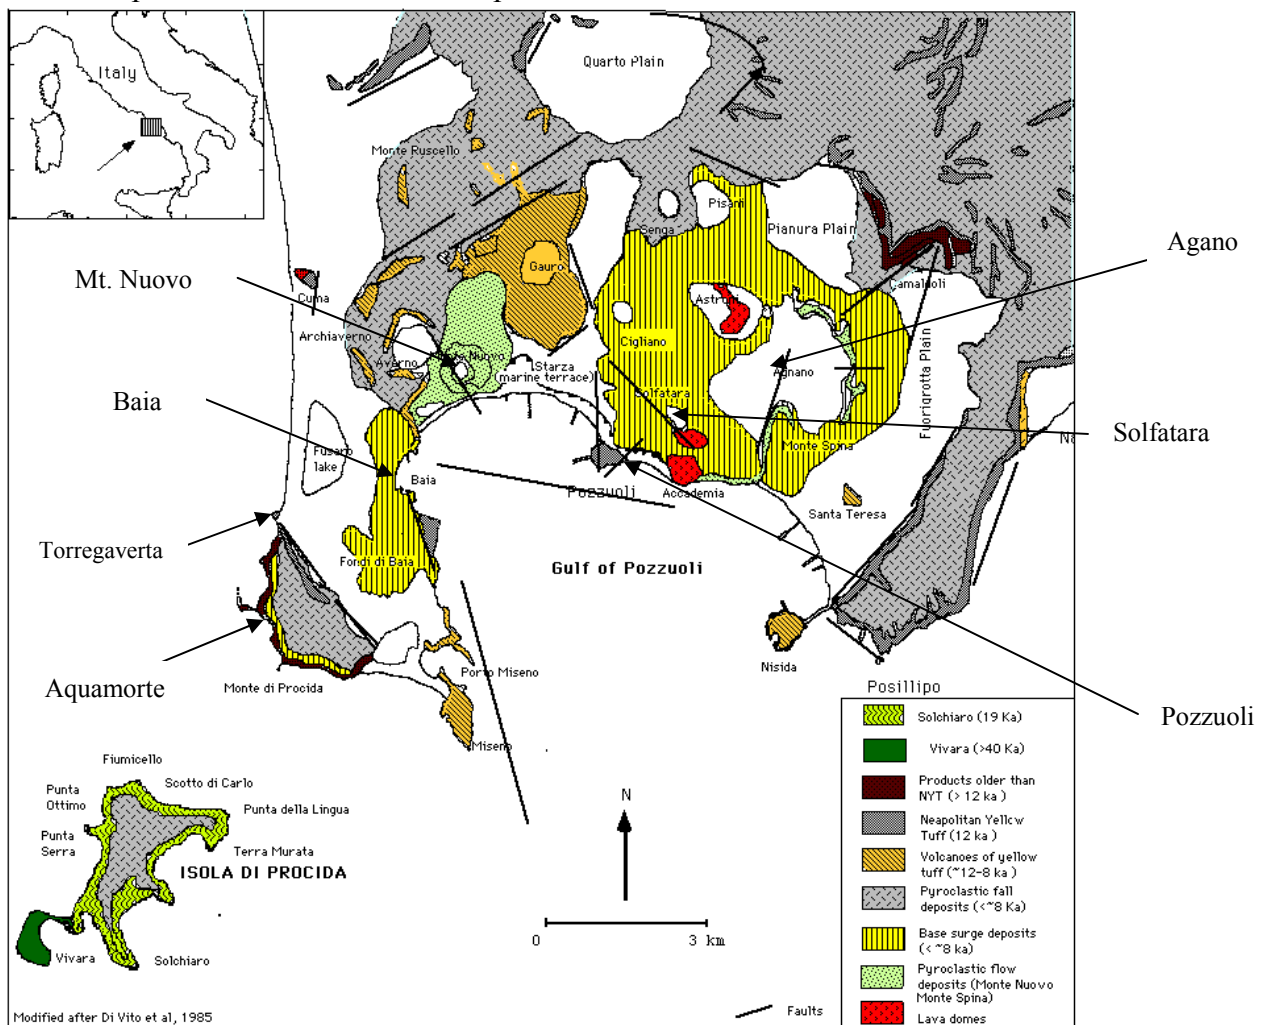 Italy
Quarto Plain
Monte Ruscello
Pisani
Senga
Pianura Plain
Agano
Mt. Nuovo
Gauro
Camaldoli
Cuma
Astruni
Archiaverno
Cigliano
Averno
Monte Nuovo
Starza
(marine terrace)
Agnano
Fuorigrotta Plain
Baia
Solfatara
Solfatara
Monte Spina
Fusaro
lake
Baia
Pozzuoli
Accademia
Santa Teresa
Torregaverta
Fondi di Baia
Gulf of Pozzuoli
Nisida
Porto Miseno
Aquamorte
Monte di Procida
Miseno
Pozzuoli
Posillipo
Solchiaro (19 Ka)
Vivara (>40 Ka)
Products older than
NYT (> 12 ka )
Neapolitan Yellow
Tuff (12 ka )
Volcanoes of yellow
tuff (~12-8 ka )
Pyroclastic fall
deposits (<~8 Ka)
Base surge deposits
(< ~8 ka)
Pyroclastic flow
deposits (Monte Nuovo
Monte Spina)
Lava domes
Fiumicello
Scotto di Carlo
Punta
Ottimo
Punta della Lingua
Punta
Serra
Terra Murata
ISOLA DI PROCIDA
Vivara
Solchiaro
N
0 3 km
Faults
Modified after Di Vito et al, 1985